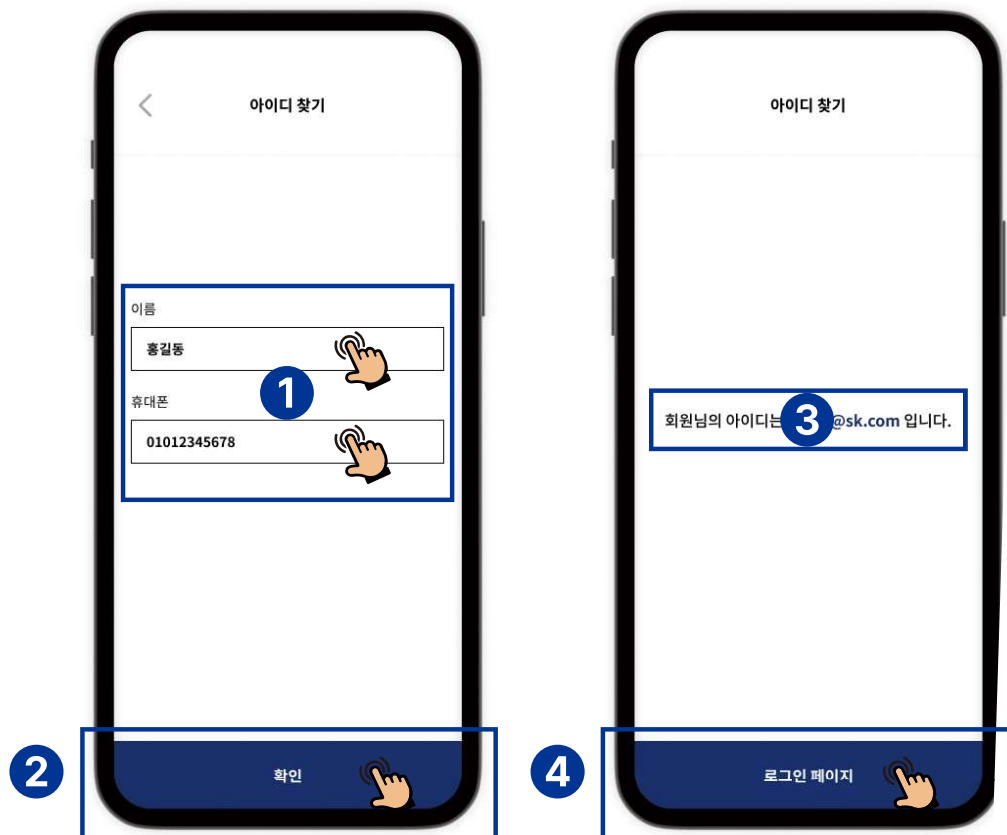 아이디 찾기
이름
홍길동
1
휴대폰
01012345678
2
확인
아이디 찾기
회원님의 아이디는 3 @sk.com 입니다.
4
로그인 페이지